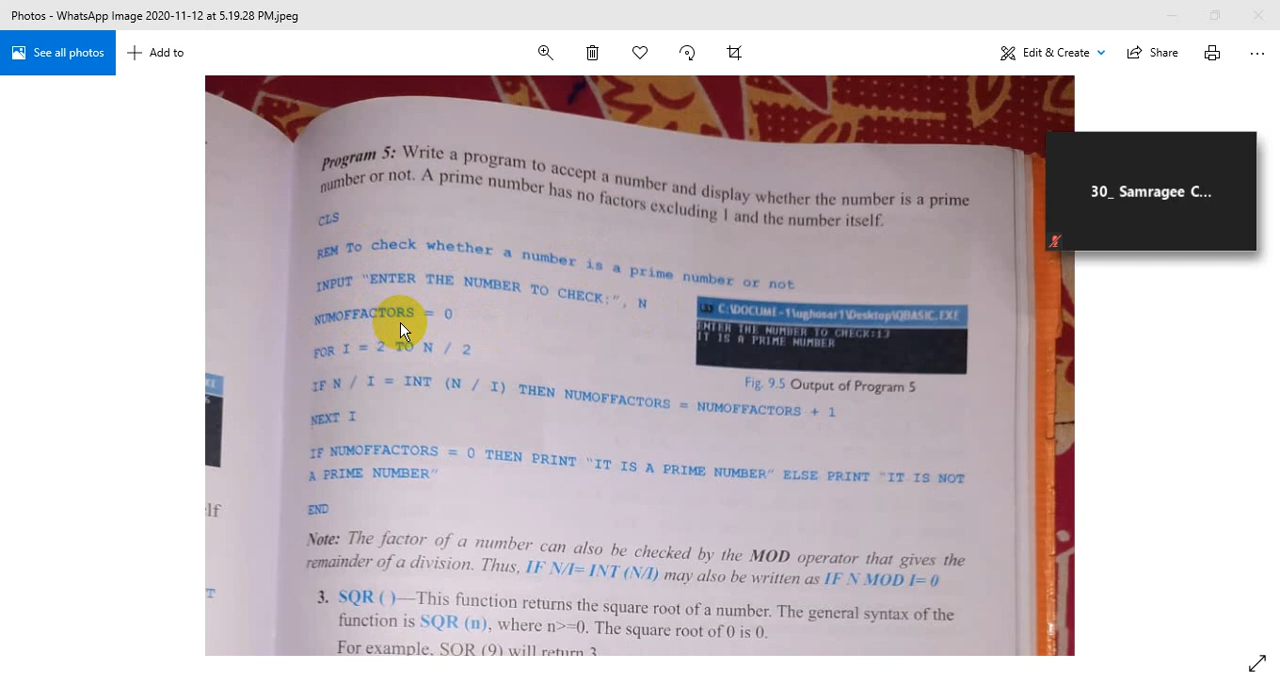 Photos - WhatsApp Image 2020-11-12 at 5.19.28 PM.jpeg
See all photos
Add to
Edit & Create
Share
Program 5: Write a program to accept a number and display whether the number is a prime
number or not. A prime number has no factors excluding 1 and the number itself.
CLS
REM To check whether a number is a prime number or not
INPUT "ENTER THE NUMBER TO CHECK:", N
NUMOFFACTORS = 0
FOR I = 2 TO N / 2
IF N / I = INT (N / I) THEN NUMOFFACTORS = NUMOFFACTORS + 1
NEXT I
IF NUMOFFACTORS = 0 THEN PRINT "IT IS A PRIME NUMBER" ELSE PRINT "IT IS NOT
A PRIME NUMBER"
END
C:\DOCUME~1\ughosar1\Desktop\QBASIC.EXE
ENTER THE NUMBER TO CHECK:13
IT IS A PRIME NUMBER
Fig. 9.5 Output of Program 5
Note: The factor of a number can also be checked by the MOD operator that gives the
remainder of a division. Thus, IF N/I= INT (N/I) may also be written as IF N MOD I= 0
3. SQR ( )—This function returns the square root of a number. The general syntax of the
function is SQR (n), where n>=0. The square root of 0 is 0.
For example, SQR (9) will return 3
lf
T
30_ Samragee C...